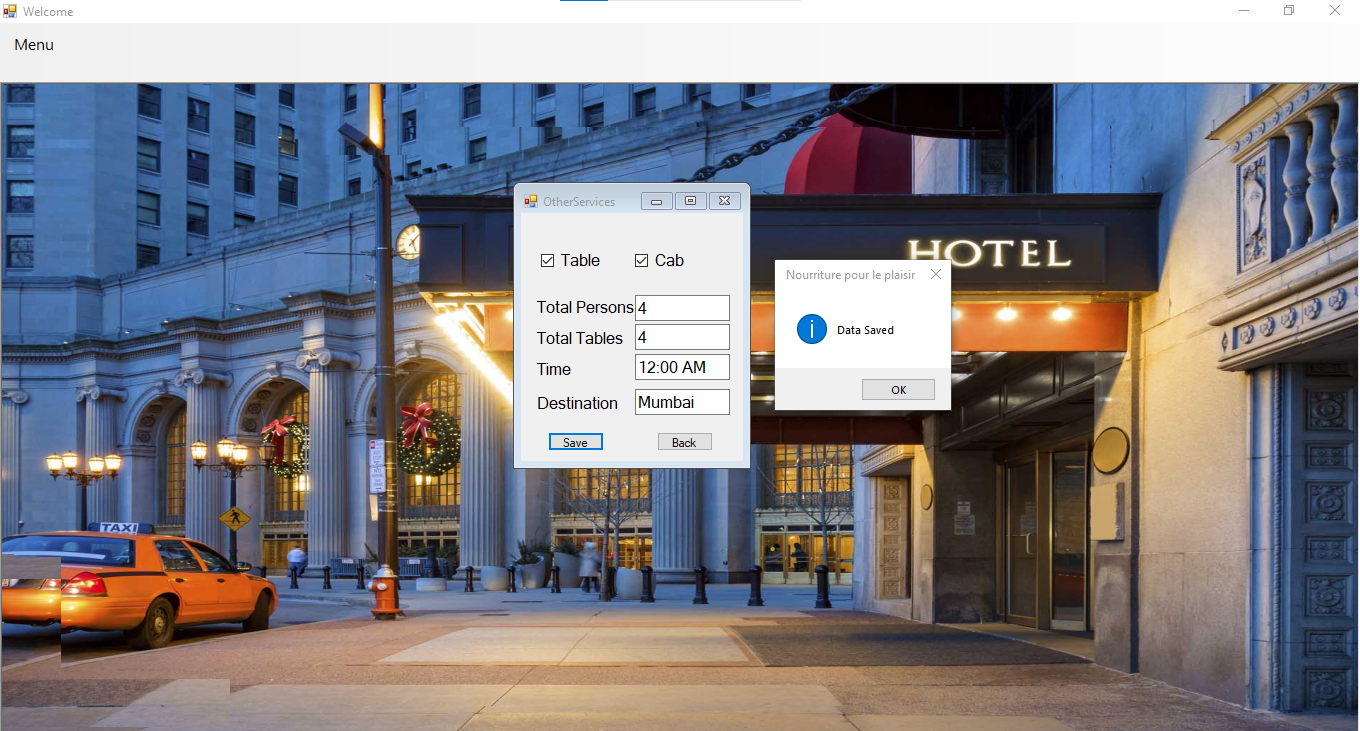 Welcome
Menu
HOTEL
OtherServices
Table
Cab
Total Persons 4
Total Tables 4
Time 12:00 AM
Destination Mumbai
Save
Back
Nourriture pour le plaisir
Data Saved
OK
TAXI